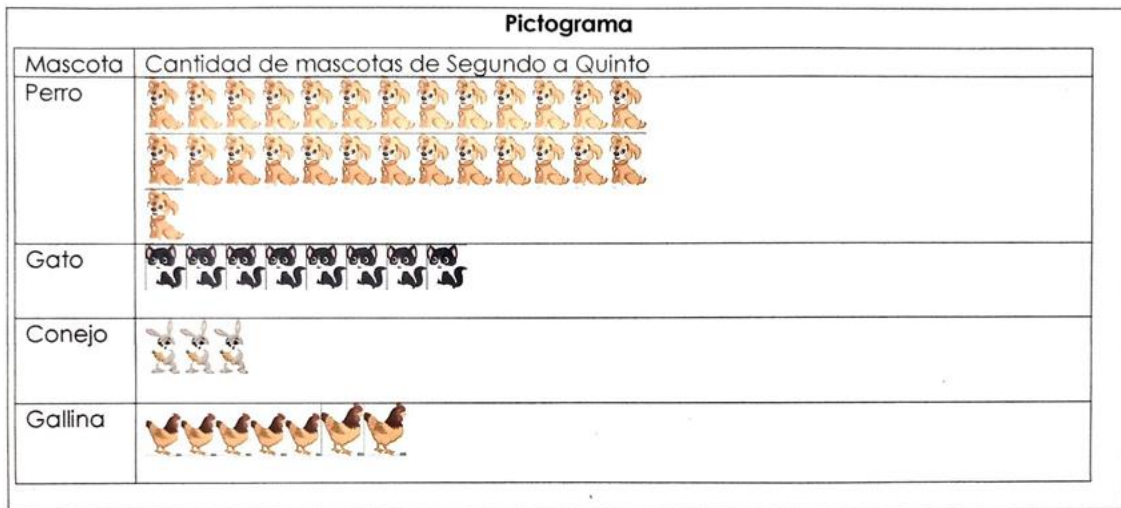 Pictograma
Mascota Cantidad de mascotas de Segundo a Quinto
Perro
Gato
Conejo
Gallina